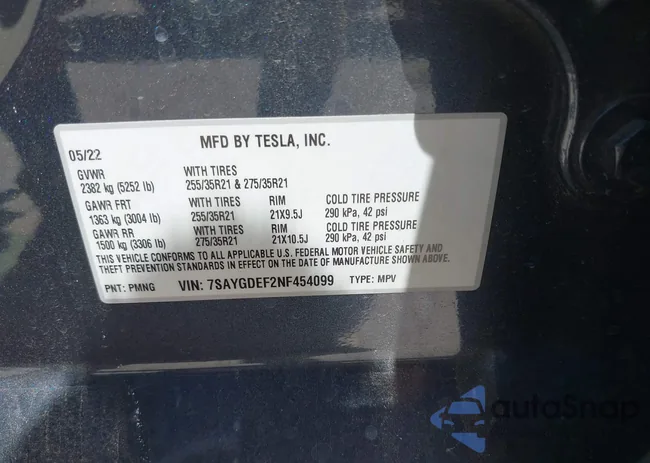 MFD BY TESLA, INC.
05/22
GVWR WITH TIRES
2382 kg (5252 lb) 255/35R21 & 275/35R21
GAWR FRT WITH TIRES RIM COLD TIRE PRESSURE
1363 kg (3004 lb) 255/35R21 21X9.5J 290 kPa, 42 psi
GAWR RR WITH TIRES RIM COLD TIRE PRESSURE
1500 kg (3306 lb) 275/35R21 21X10.5J 290 kPa, 42 psi
THIS VEHICLE CONFORMS TO ALL APPLICABLE U.S. FEDERAL MOTOR VEHICLE SAFETY AND
THEFT PREVENTION STANDARDS IN EFFECT ON THE DATE OF MANUFACTURE SHOWN ABOVE.
PNT: PMNG VIN: 7SAYGDEF2NF454099 TYPE: MPV
autoSnap